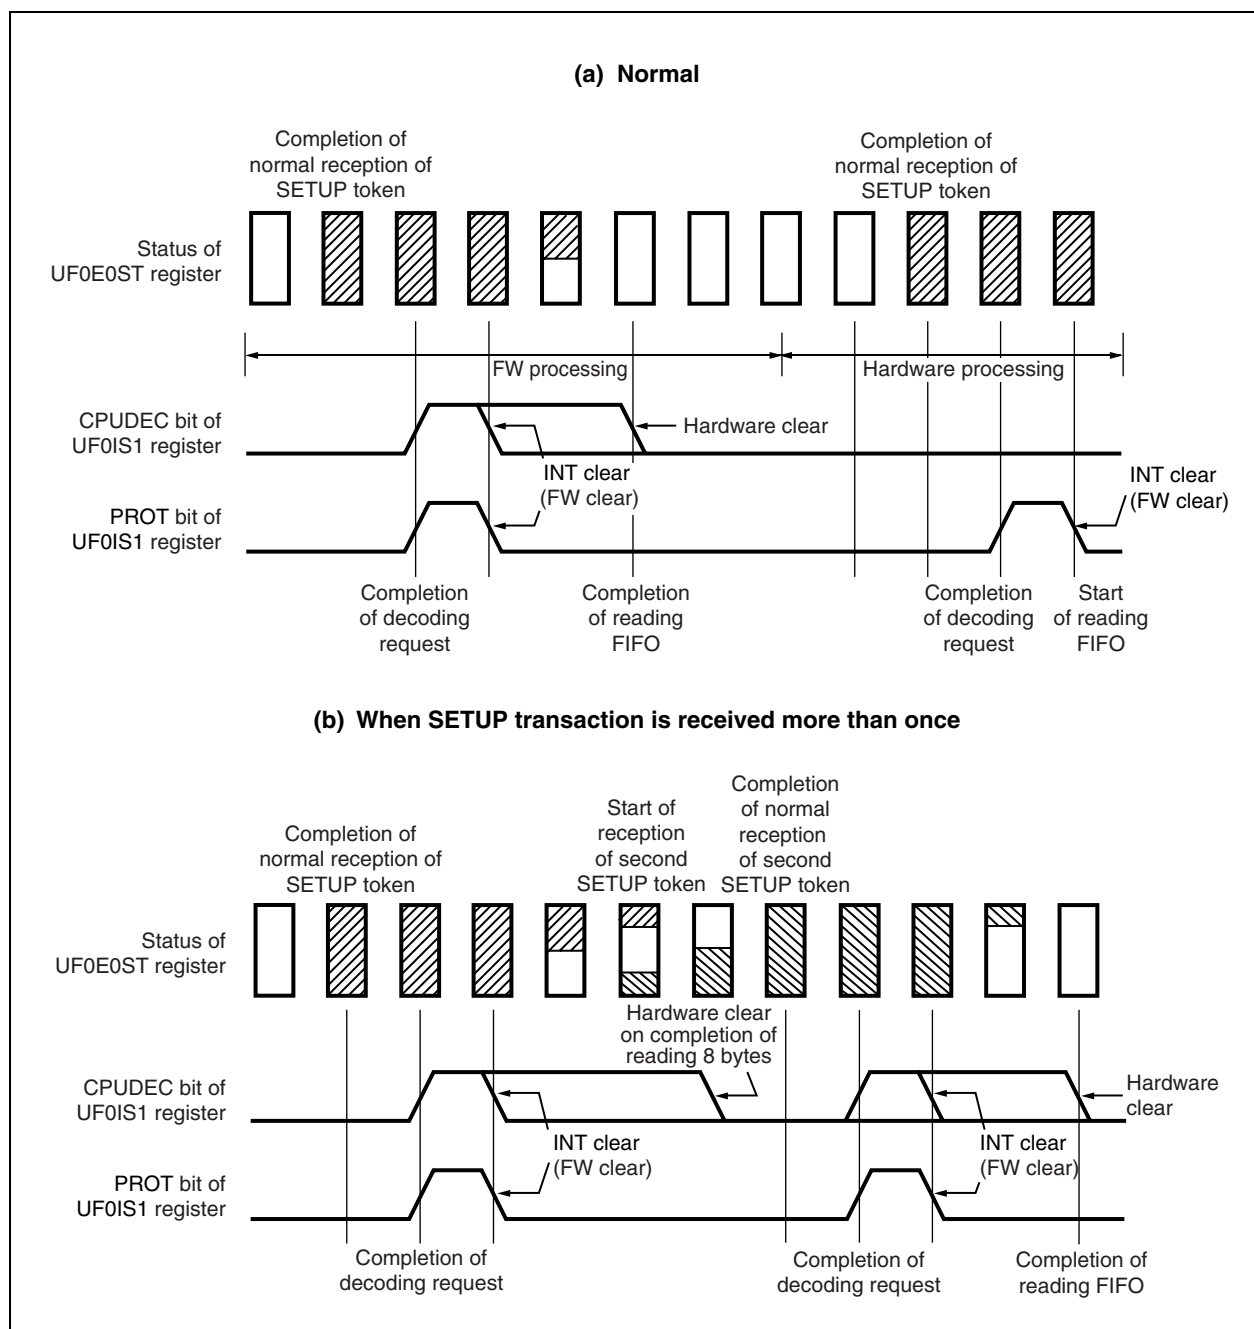 (a) Normal
Completion of
normal reception of
SETUP token
Completion of
normal reception of
SETUP token
Status of
UF0E0ST register
FW processing
Hardware processing
CPUDEC bit of
UF0IS1 register
Hardware clear
INT clear
(FW clear)
INT clear
(FW clear)
PROT bit of
UF0IS1 register
Completion
of decoding
request
Completion
of reading
FIFO
Completion
of decoding
request
Start
of reading
FIFO
(b) When SETUP transaction is received more than once
Completion of
normal reception of
SETUP token
Start of
reception
of second
SETUP token
Completion
of normal
reception
of second
SETUP token
Status of
UF0E0ST register
Hardware clear
on completion of
reading 8 bytes
CPUDEC bit of
UF0IS1 register
Hardware
clear
INT clear
(FW clear)
INT clear
(FW clear)
PROT bit of
UF0IS1 register
Completion of
decoding request
Completion of
decoding request
Completion of
reading FIFO